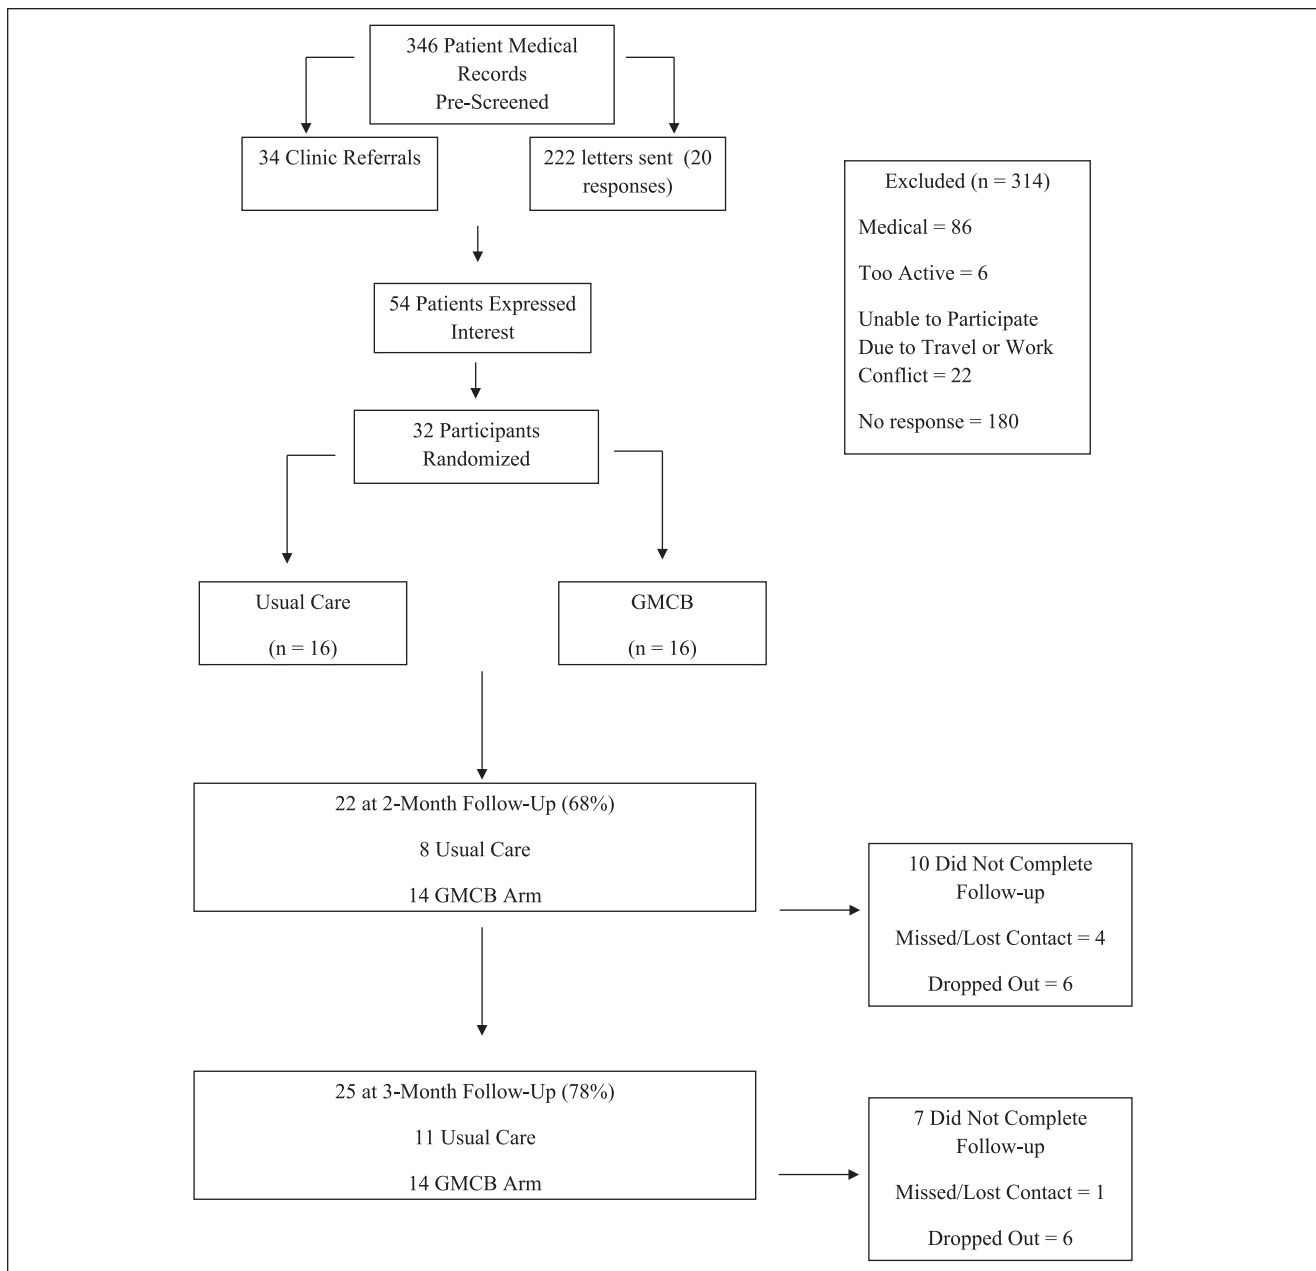 346 Patient Medical
Records
Pre-Screened
34 Clinic Referrals
222 letters sent (20
responses)
Excluded (n = 314)
Medical = 86
Too Active = 6
Unable to Participate
Due to Travel or Work
Conflict = 22
No response = 180
54 Patients Expressed
Interest
32 Participants
Randomized
Usual Care
(n = 16)
GMCB
(n = 16)
22 at 2-Month Follow-Up (68%)
8 Usual Care
14 GMCB Arm
10 Did Not Complete
Follow-up
Missed/Lost Contact = 4
Dropped Out = 6
25 at 3-Month Follow-Up (78%)
11 Usual Care
14 GMCB Arm
7 Did Not Complete
Follow-up
Missed/Lost Contact = 1
Dropped Out = 6